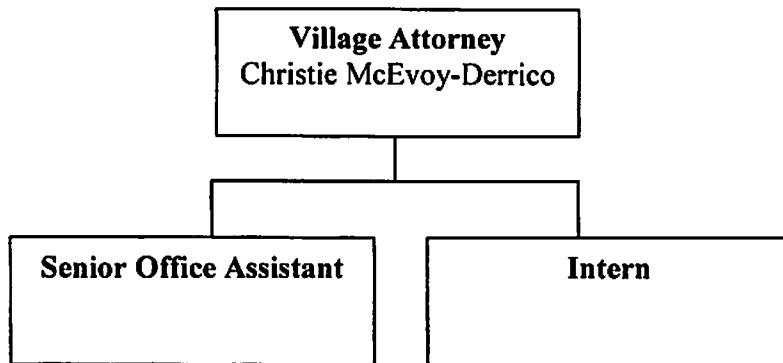 Village Attorney
Christie McEvoy-Derrico
Senior Office Assistant
Intern